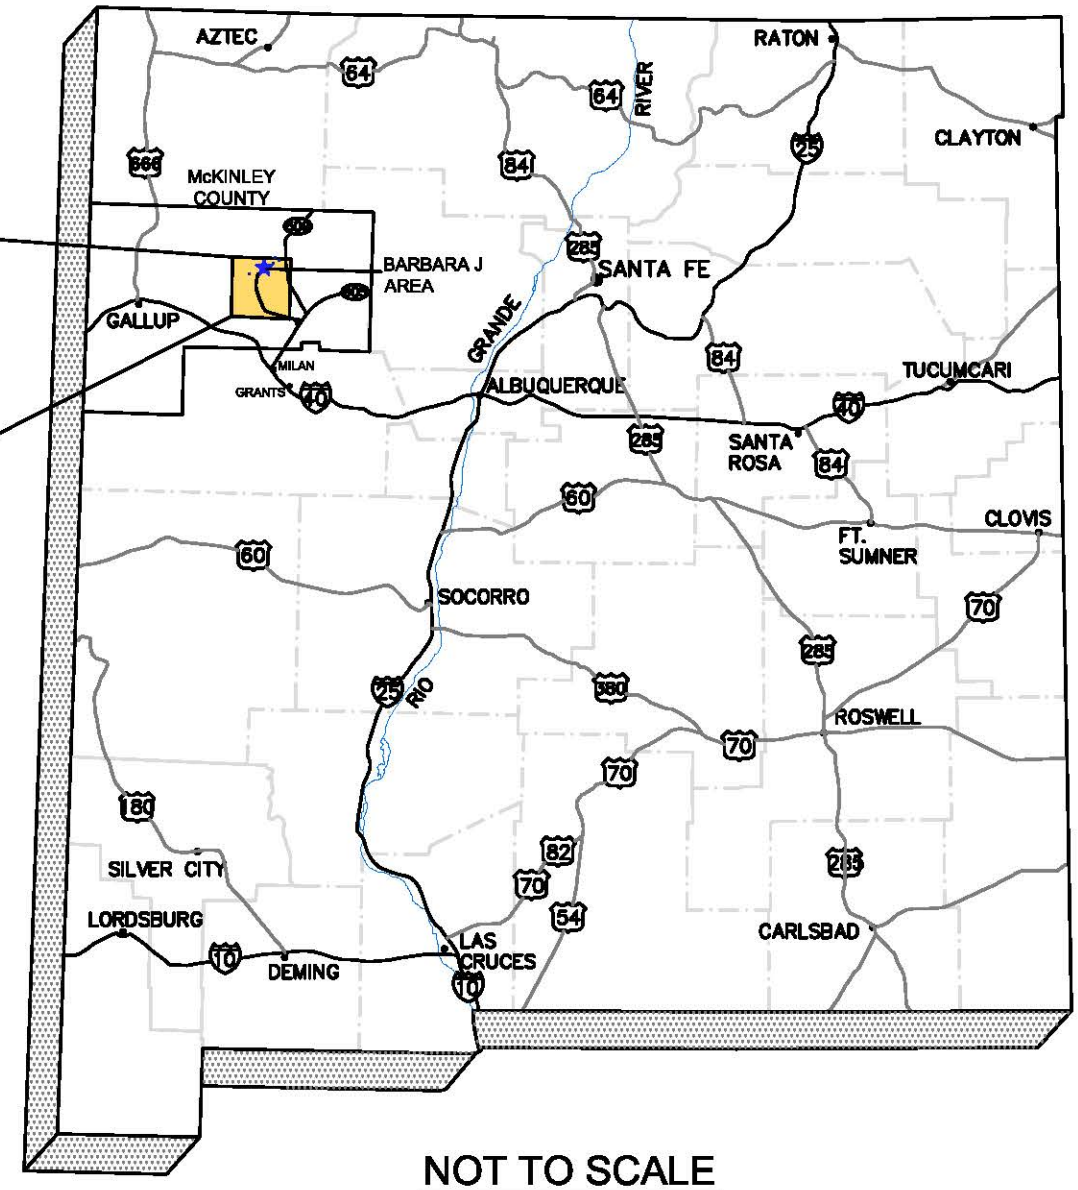 AZTEC
RATON
64
64
RIVER
CLAYTON
25
666
84
McKINLEY
COUNTY
285
BARBARA J
AREA
SANTA FE
GALLUP
GRANDE
84
MILAN
GRANTS
40
ALBUQUERQUE
TUCUMCARI
40
285
SANTA
ROSA
84
60
CLOVIS
FT.
SUMNER
60
SOCORRO
70
285
380
25
RIO
ROSWELL
70
70
180
82
285
SILVER CITY
70
LORDSBURG
54
CARLSBAD
LAS
CRUCES
10
DEMING
10
NOT TO SCALE